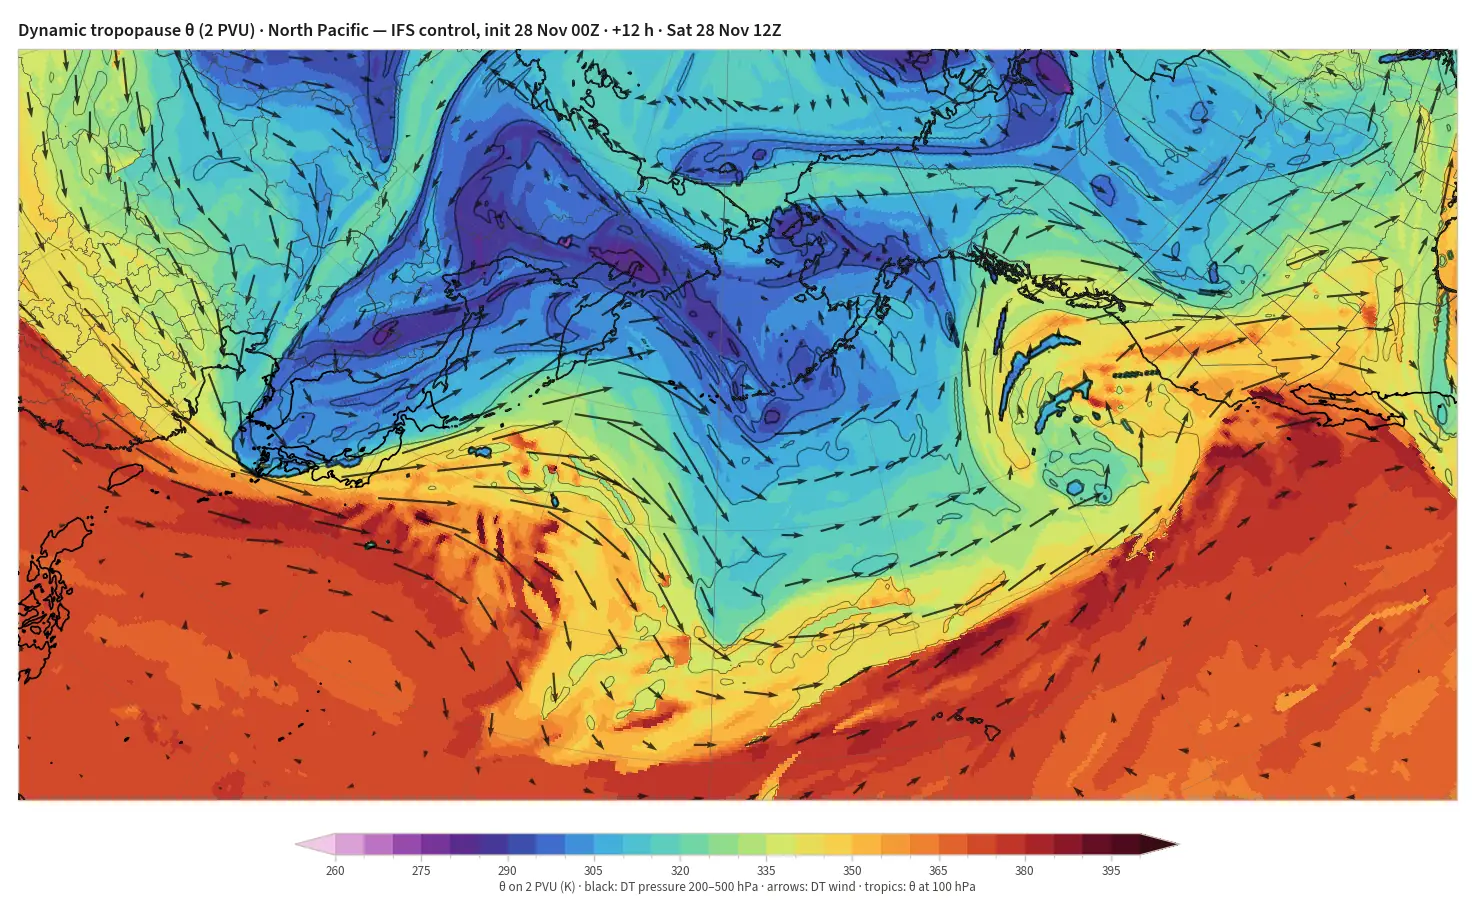 Dynamic tropopause θ (2 PVU) · North Pacific — IFS control, init 28 Nov 00Z · +12 h · Sat 28 Nov 12Z
260 275 290 305 320 335 350 365 380 395
θ on 2 PVU (K) · black: DT pressure 200–500 hPa · arrows: DT wind · tropics: θ at 100 hPa